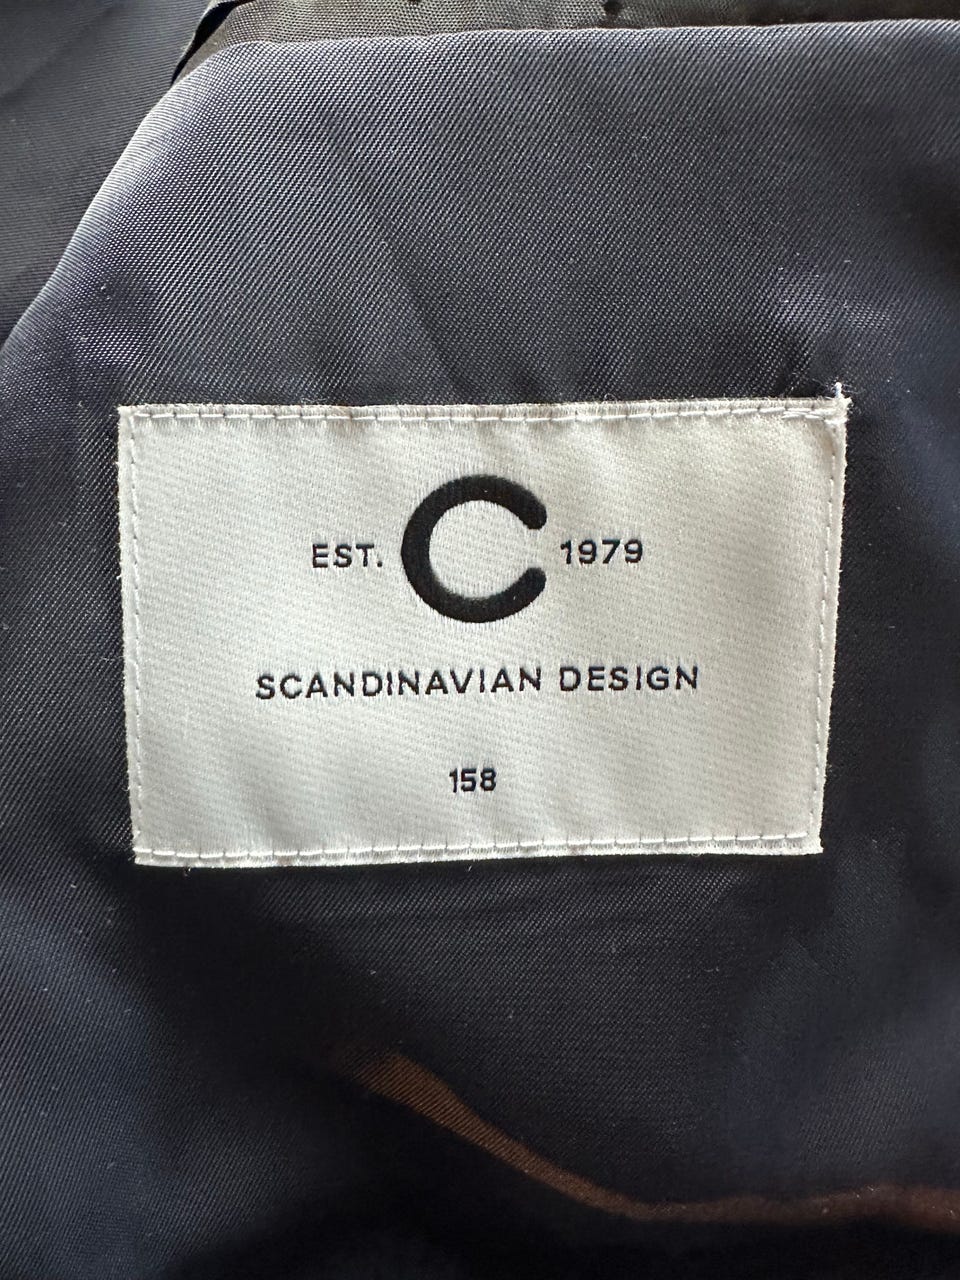 EST. C 1979
SCANDINAVIAN DESIGN
158